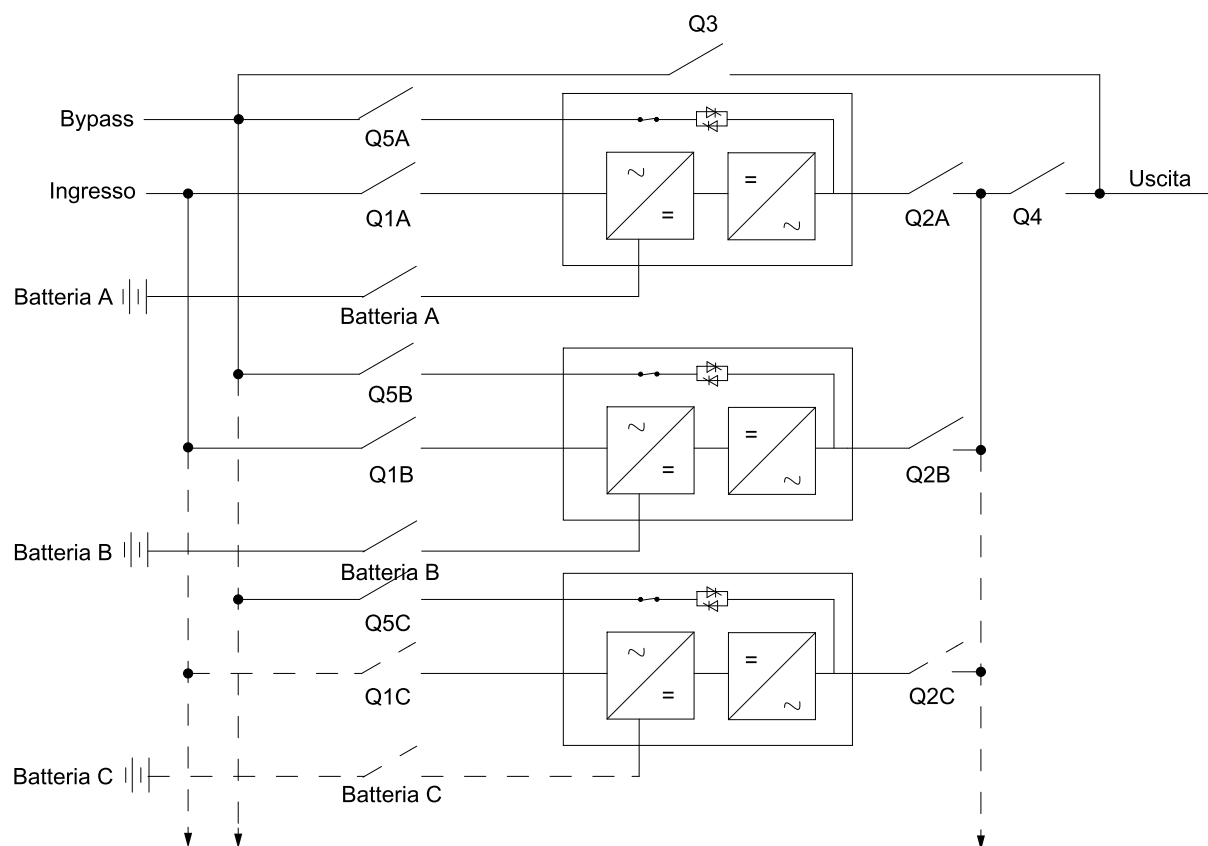 Q3
Bypass
Q5A
Ingresso
Q1A
Q2A
Q4
Uscita
Batteria A
Batteria A
Q5B
Q1B
Q2B
Batteria B
Batteria B
Q5C
Q1C
Q2C
Batteria C
Batteria C